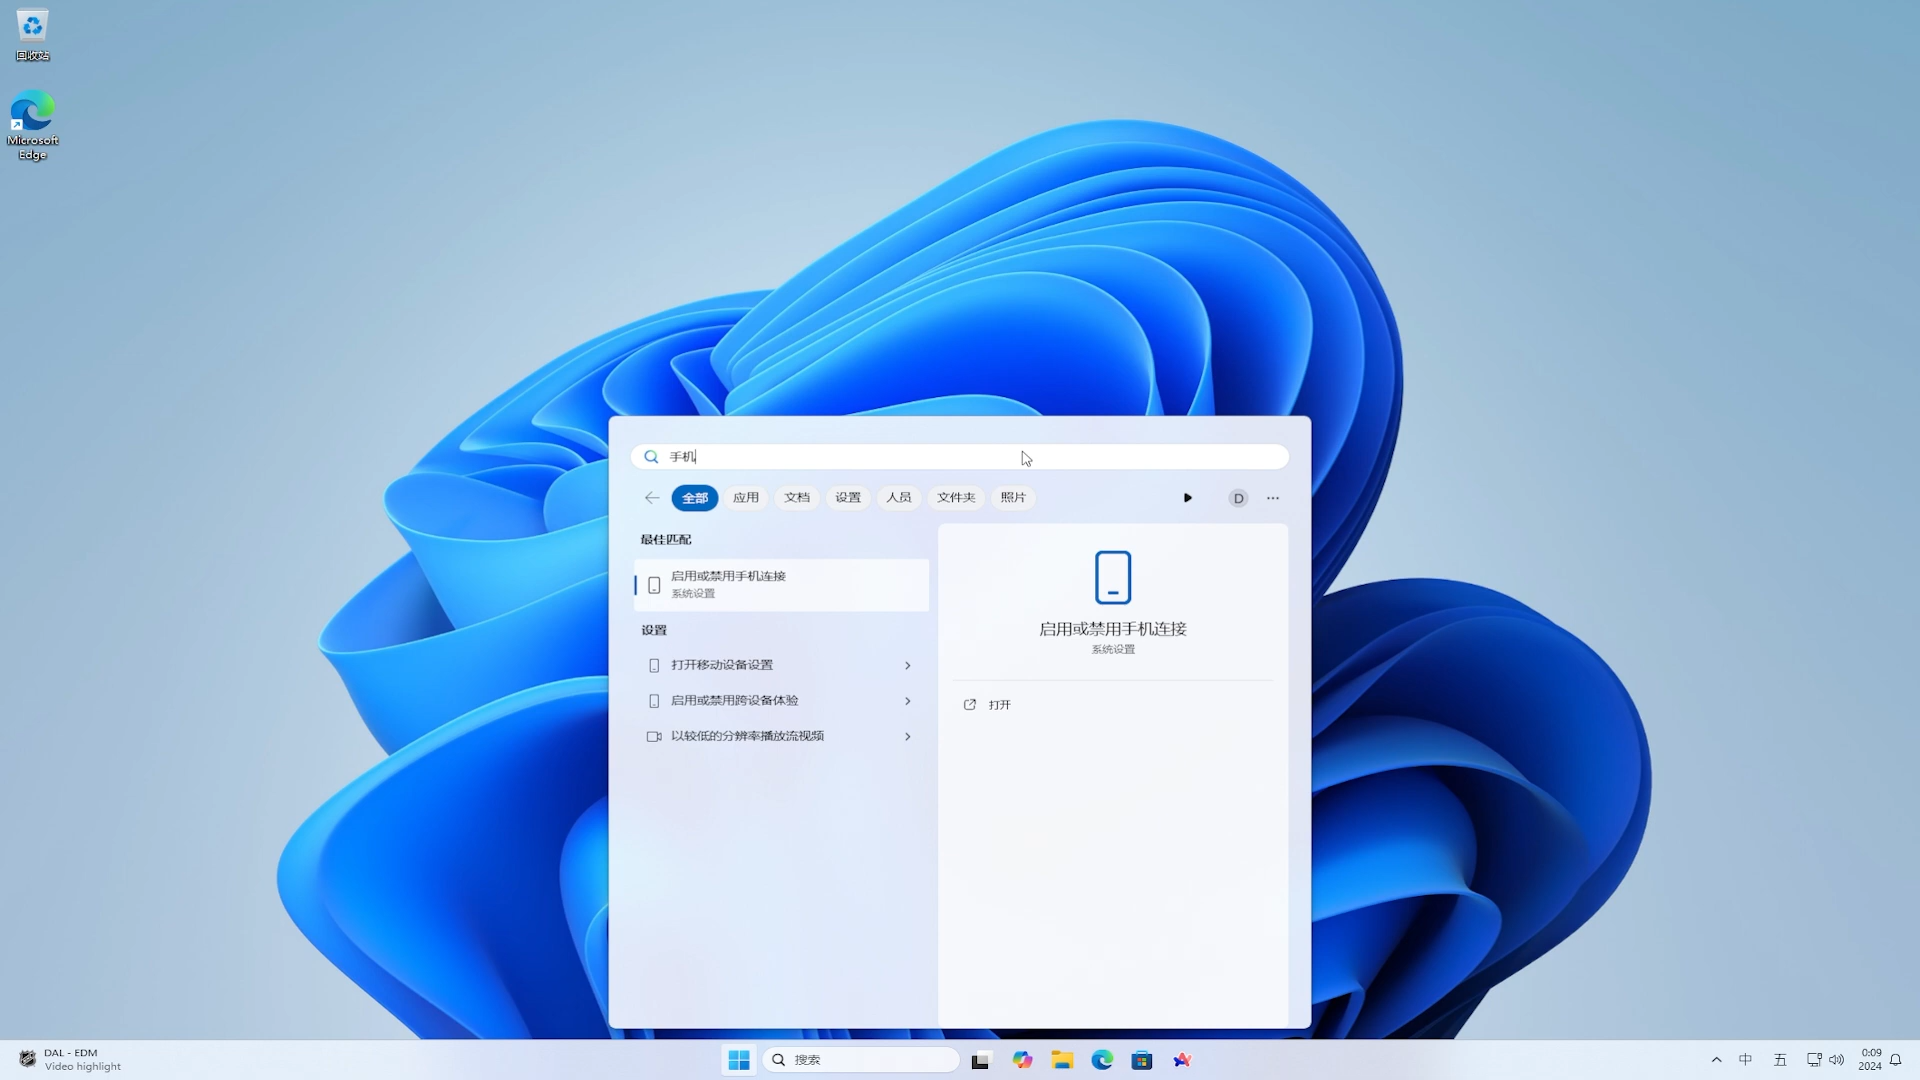 回收站
Microsoft
Edge
手机
全部 应用 文档 设置 人员 文件夹 照片
D
最佳匹配
启用或禁用手机连接
系统设置
设置
打开移动设备设置
启用或禁用跨设备体验
以较低的分辨率播放流视频
启用或禁用手机连接
系统设置
打开
DAL - EDM
Video highlight
搜索
中 五
0:09
2024